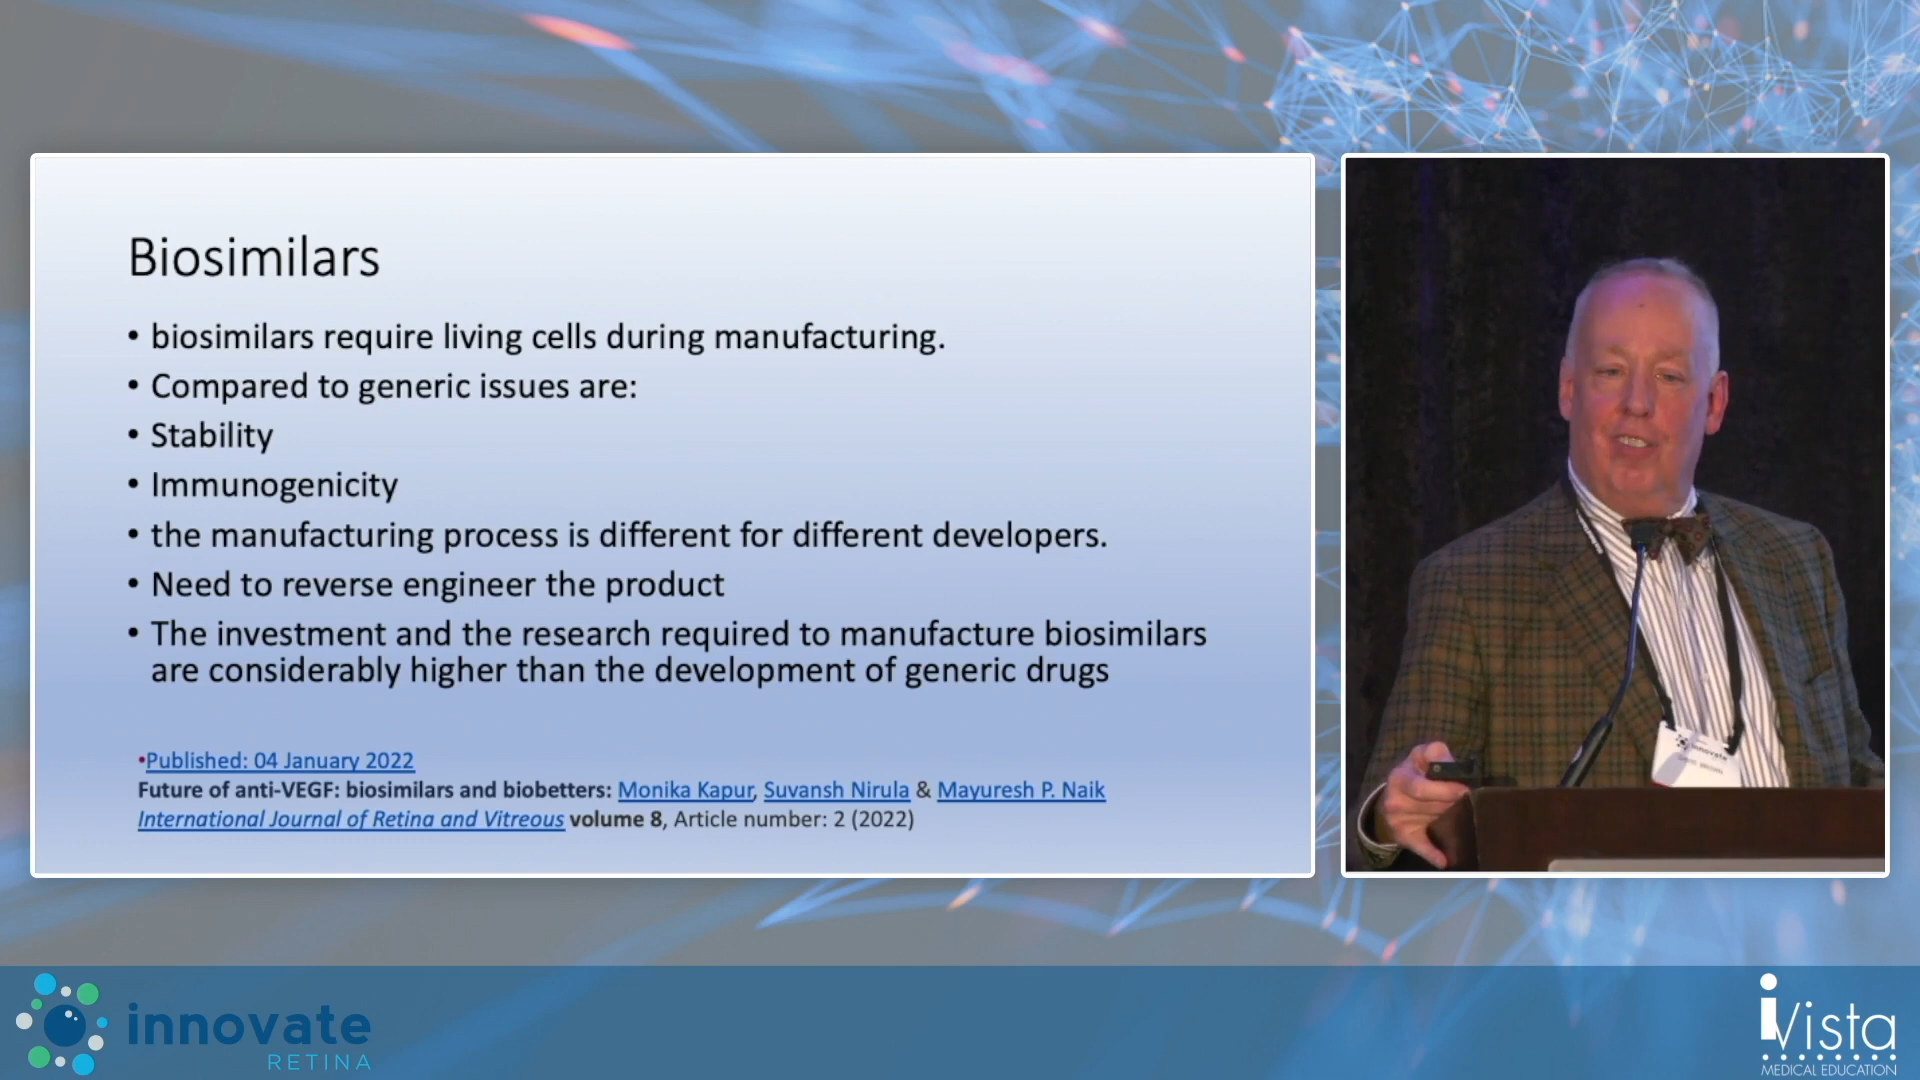 Biosimilars
• biosimilars require living cells during manufacturing.
• Compared to generic issues are:
• Stability
• Immunogenicity
• the manufacturing process is different for different developers.
• Need to reverse engineer the product
• The investment and the research required to manufacture biosimilars
are considerably higher than the development of generic drugs
•Published: 04 January 2022
Future of anti-VEGF: biosimilars and biobetters: Monika Kapur, Suvansh Nirula & Mayuresh P. Naik
International Journal of Retina and Vitreous volume 8, Article number: 2 (2022)
innovate
DAVID BROWN
innovate
RETINA
iVista
MEDICAL EDUCATION